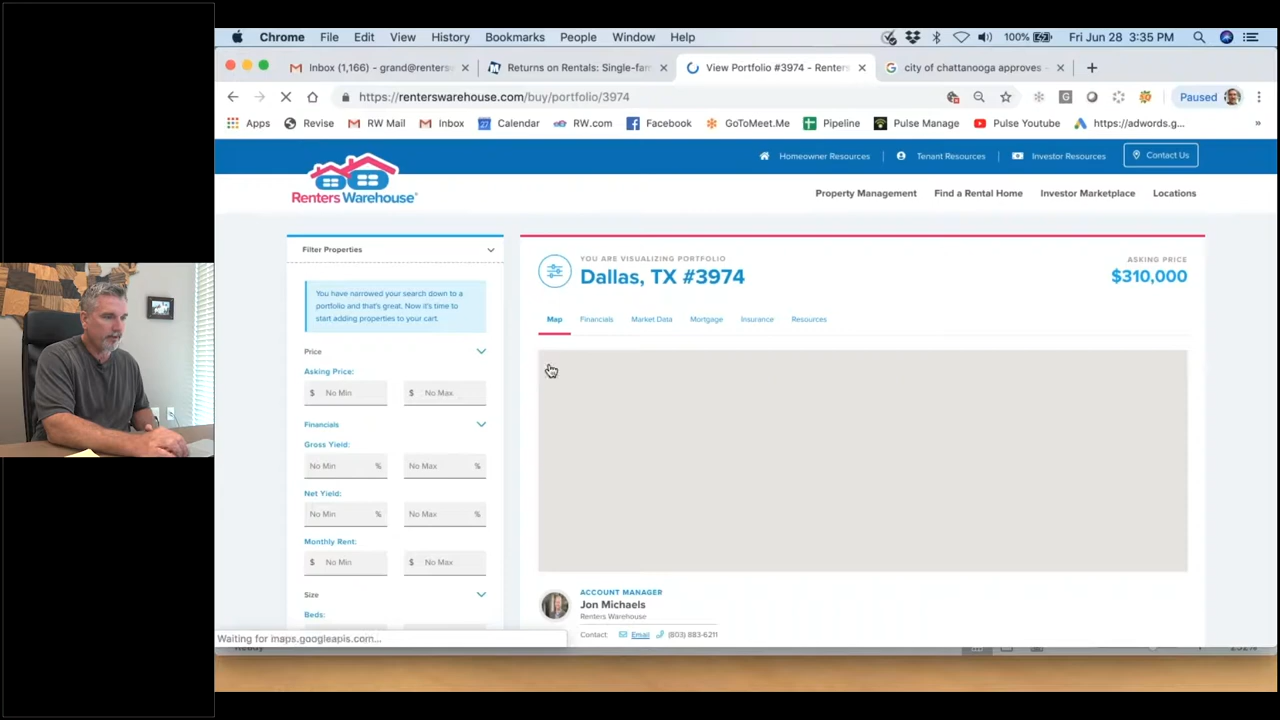 Chrome File Edit View History Bookmarks People Window Help 100% Fri Jun 28 3:35 PM
Inbox (1,166) - grand@renters Returns on Rentals: Single-fam View Portfolio #3974 - Renters city of chattanooga approves -
https://renterswarehouse.com/buy/portfolio/3974 Paused
Apps Revise RW Mail Inbox Calendar RW.com Facebook GoToMeet.Me Pipeline Pulse Manage Pulse Youtube https://adwords.g... »
Homeowner Resources Tenant Resources Investor Resources Contact Us
Renters Warehouse
Property Management Find a Rental Home Investor Marketplace Locations
Filter Properties
You have narrowed your search down to a
portfolio and that's great. Now it's time to
start adding properties to your cart.
Price
Asking Price:
$ No Min $ No Max
Financials
Gross Yield:
No Min % No Max %
Net Yield:
No Min % No Max %
Monthly Rent:
$ No Min $ No Max
Size
Beds:
YOU ARE VISUALIZING PORTFOLIO
Dallas, TX #3974
ASKING PRICE
$310,000
Map Financials Market Data Mortgage Insurance Resources
ACCOUNT MANAGER
Jon Michaels
Renters Warehouse
Contact: Email (803) 883-6211
Waiting for maps.googleapis.com...